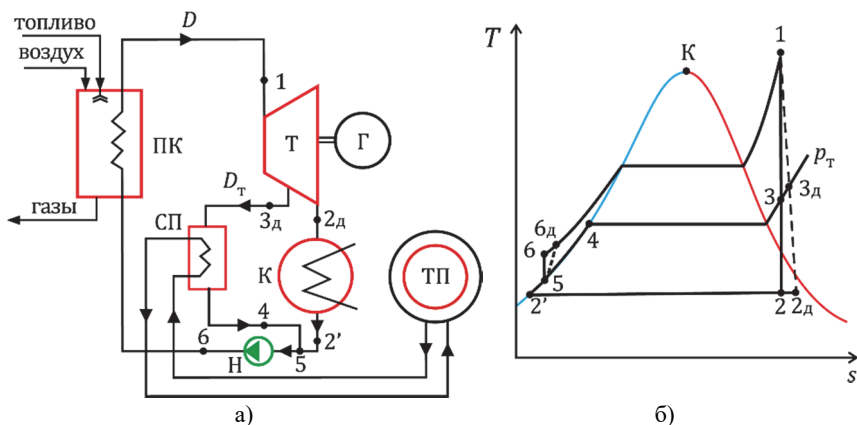 топливо
воздух
D
1
ПК
Т
Г
газы
Dт
3д
2д
СП
К
ТП
4
2'
6
Н
5
а)
T
К
1
pт
3д
3
6д
6
5
4
2'
2
2д
s
б)